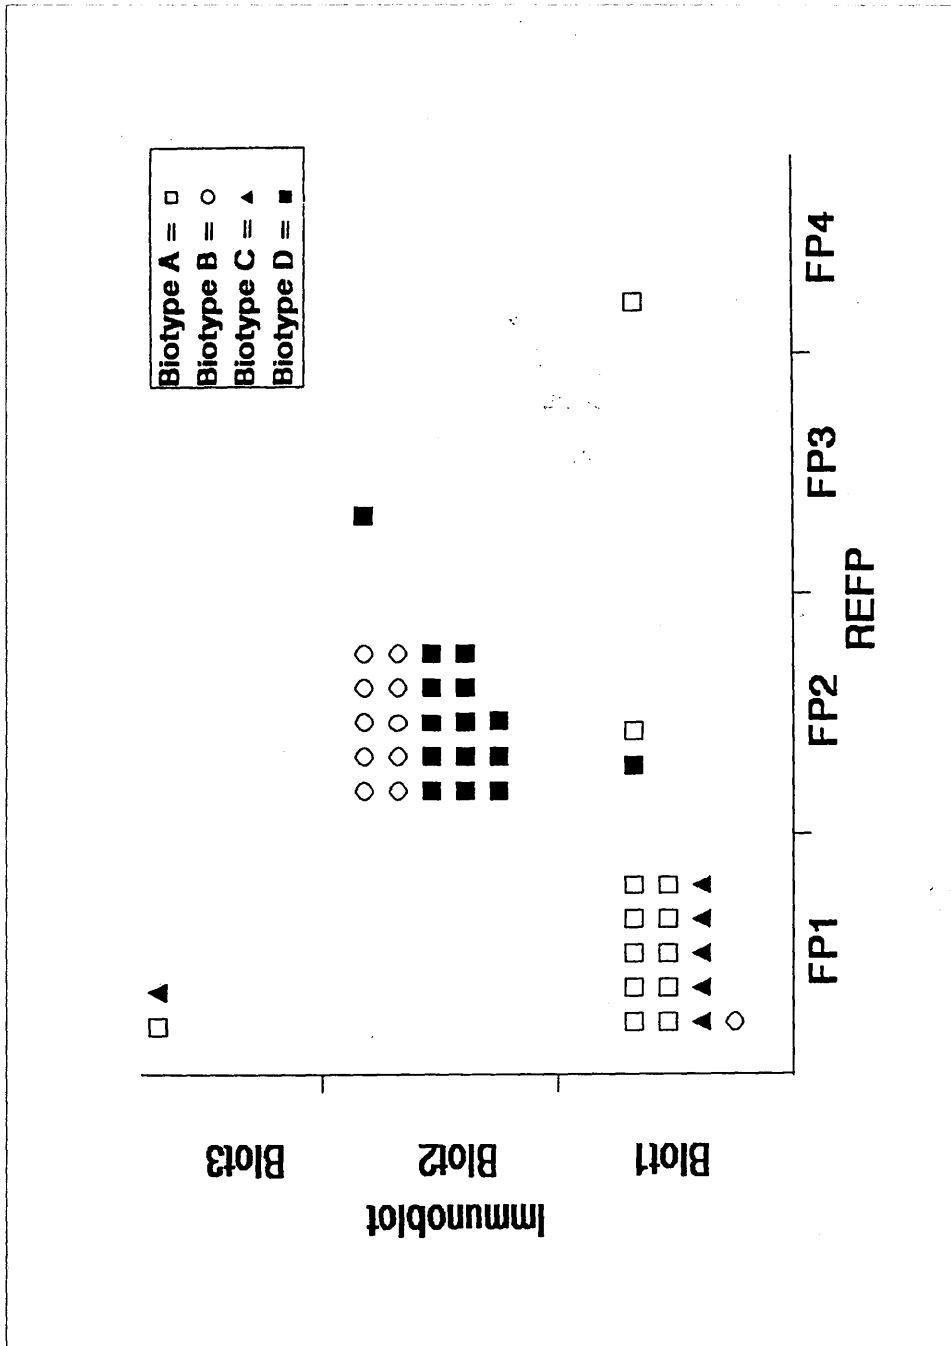 Biotype A = □
Biotype B = ○
Biotype C = ▲
Biotype D = ■
Immunoblot
Blot3
Blot2
Blot1
FP1 FP2 FP3 FP4
REFP